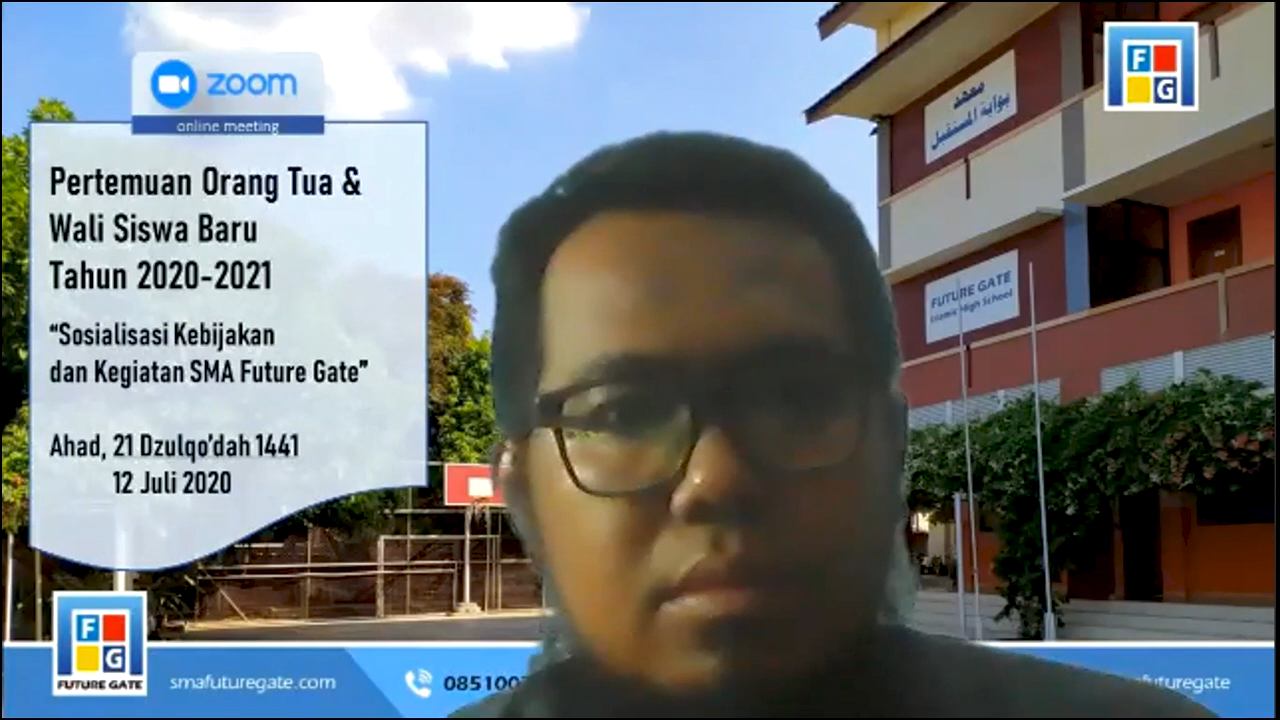 zoom
online meeting
Pertemuan Orang Tua &
Wali Siswa Baru
Tahun 2020-2021
“Sosialisasi Kebijakan
dan Kegiatan SMA Future Gate”
Ahad, 21 Dzulqo’dah 1441
12 Juli 2020
F
G
معهد
بوابة المستقبل
FUTURE GATE
Islamic High School
F
G
FUTURE GATE
smafuturegate.com
085100
afuturegate